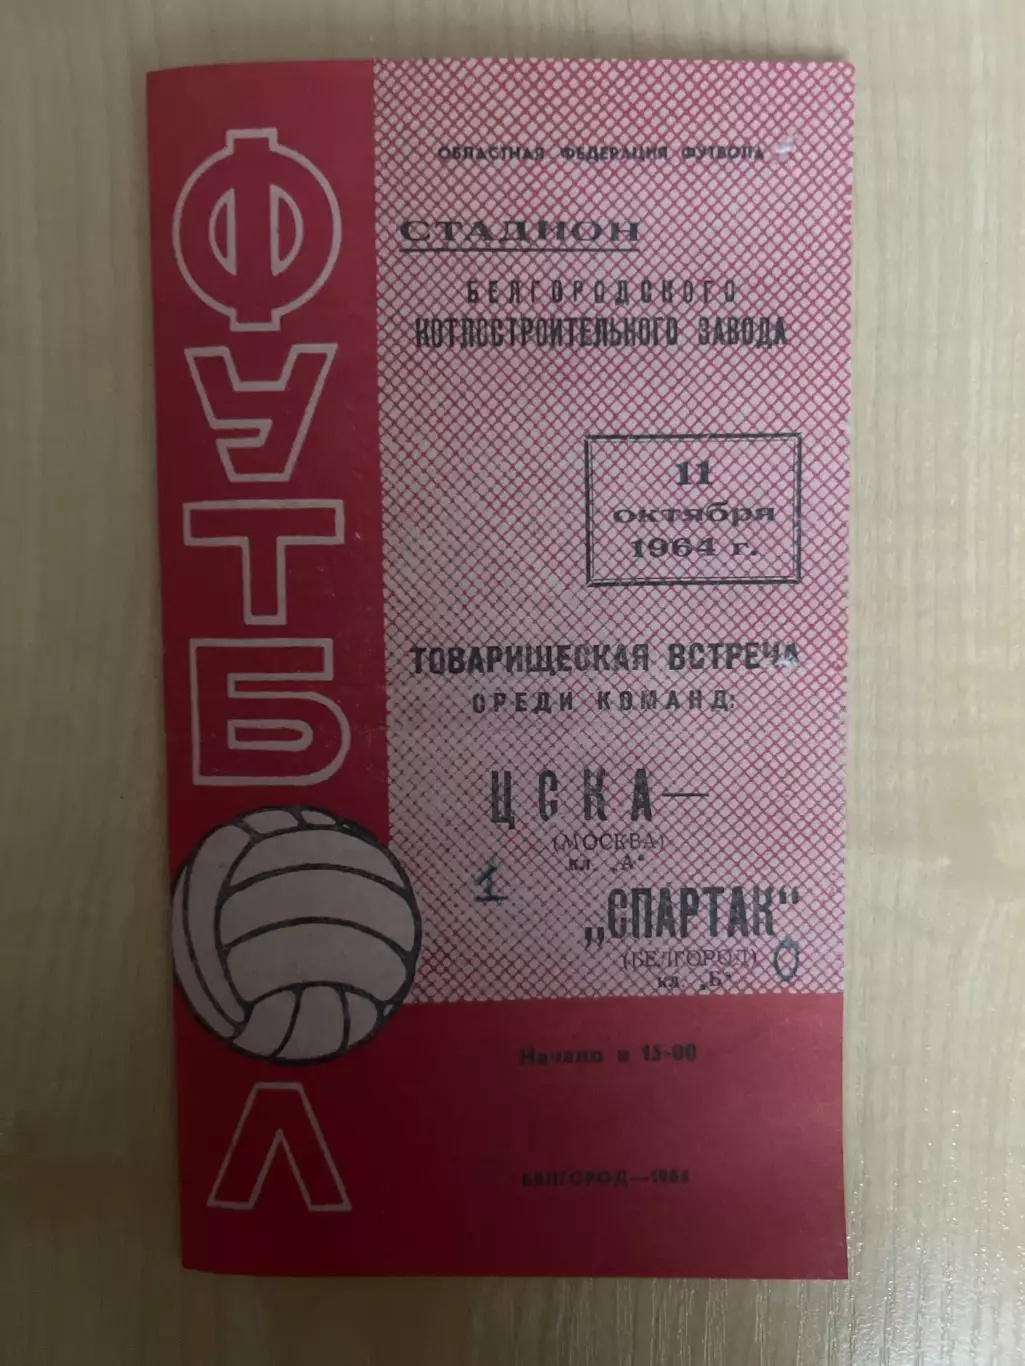 ФУТБОЛ
ОБЛАСТНАЯ ФЕДЕРАЦИЯ ФУТБОЛА
СТАДИОН
БЕЛГОРОДСКОГО
КОТЛОСТРОИТЕЛЬНОГО ЗАВОДА
11
октября
1964 г.
ТОВАРИЩЕСКАЯ ВСТРЕЧА
СРЕДИ КОМАНД:
ЦСКА —
(МОСКВА)
кл. „А“
1
„СПАРТАК“
(БЕЛГОРОД) 0
кл. „Б“
Начало в 15-00
БЕЛГОРОД—1964